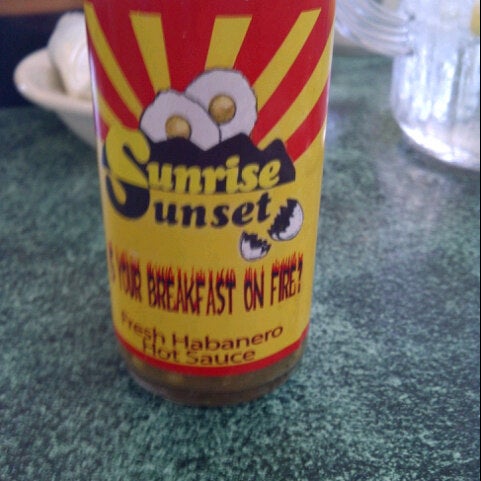 Sunrise
Sunset
YOUR BREAKFAST ON FIRE?
Fresh Habanero
Hot Sauce